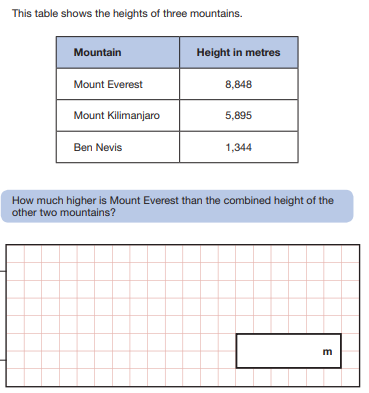 This table shows the heights of three mountains.
Mountain Height in metres
Mount Everest 8,848
Mount Kilimanjaro 5,895
Ben Nevis 1,344
How much higher is Mount Everest than the combined height of the
other two mountains?
m